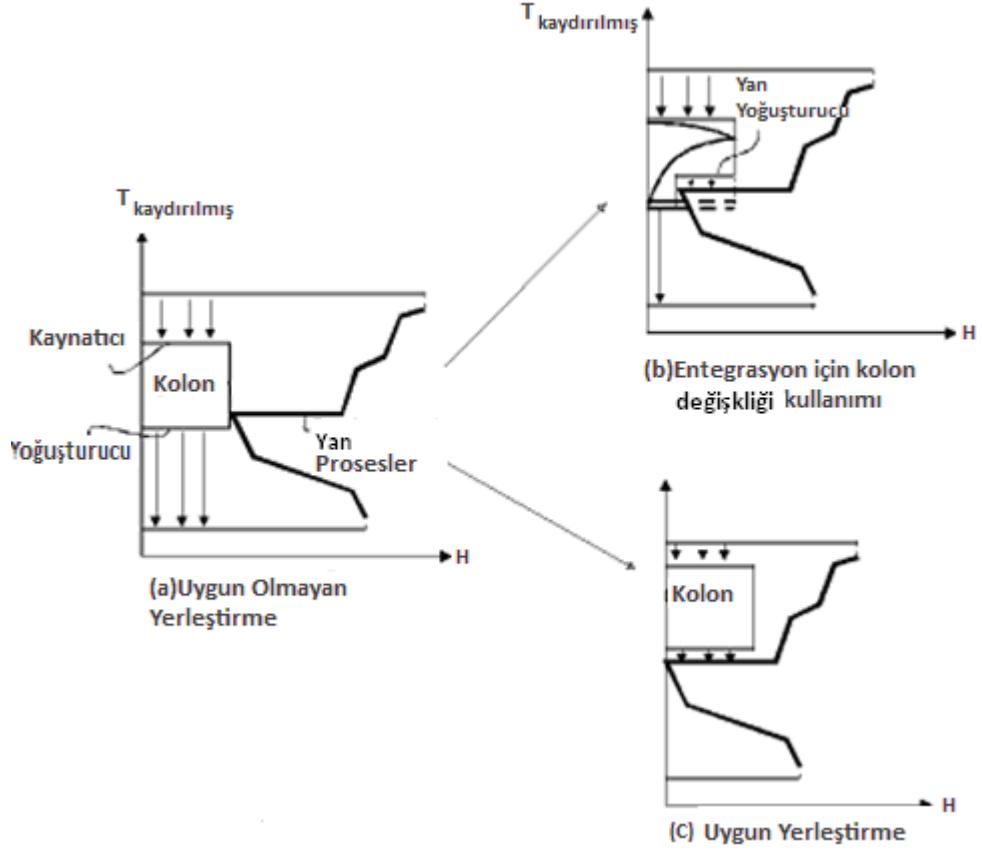 T kaydırılmış
Kaynatıcı
Kolon
Yoğuşturucu
Yan
Prosesler
H
(a)Uygun Olmayan
Yerleştirme
T kaydırılmış
Yan
Yoğuşturucu
H
(b)Entegrasyon için kolon
değişkliği kullanımı
Kolon
H
(C) Uygun Yerleştirme